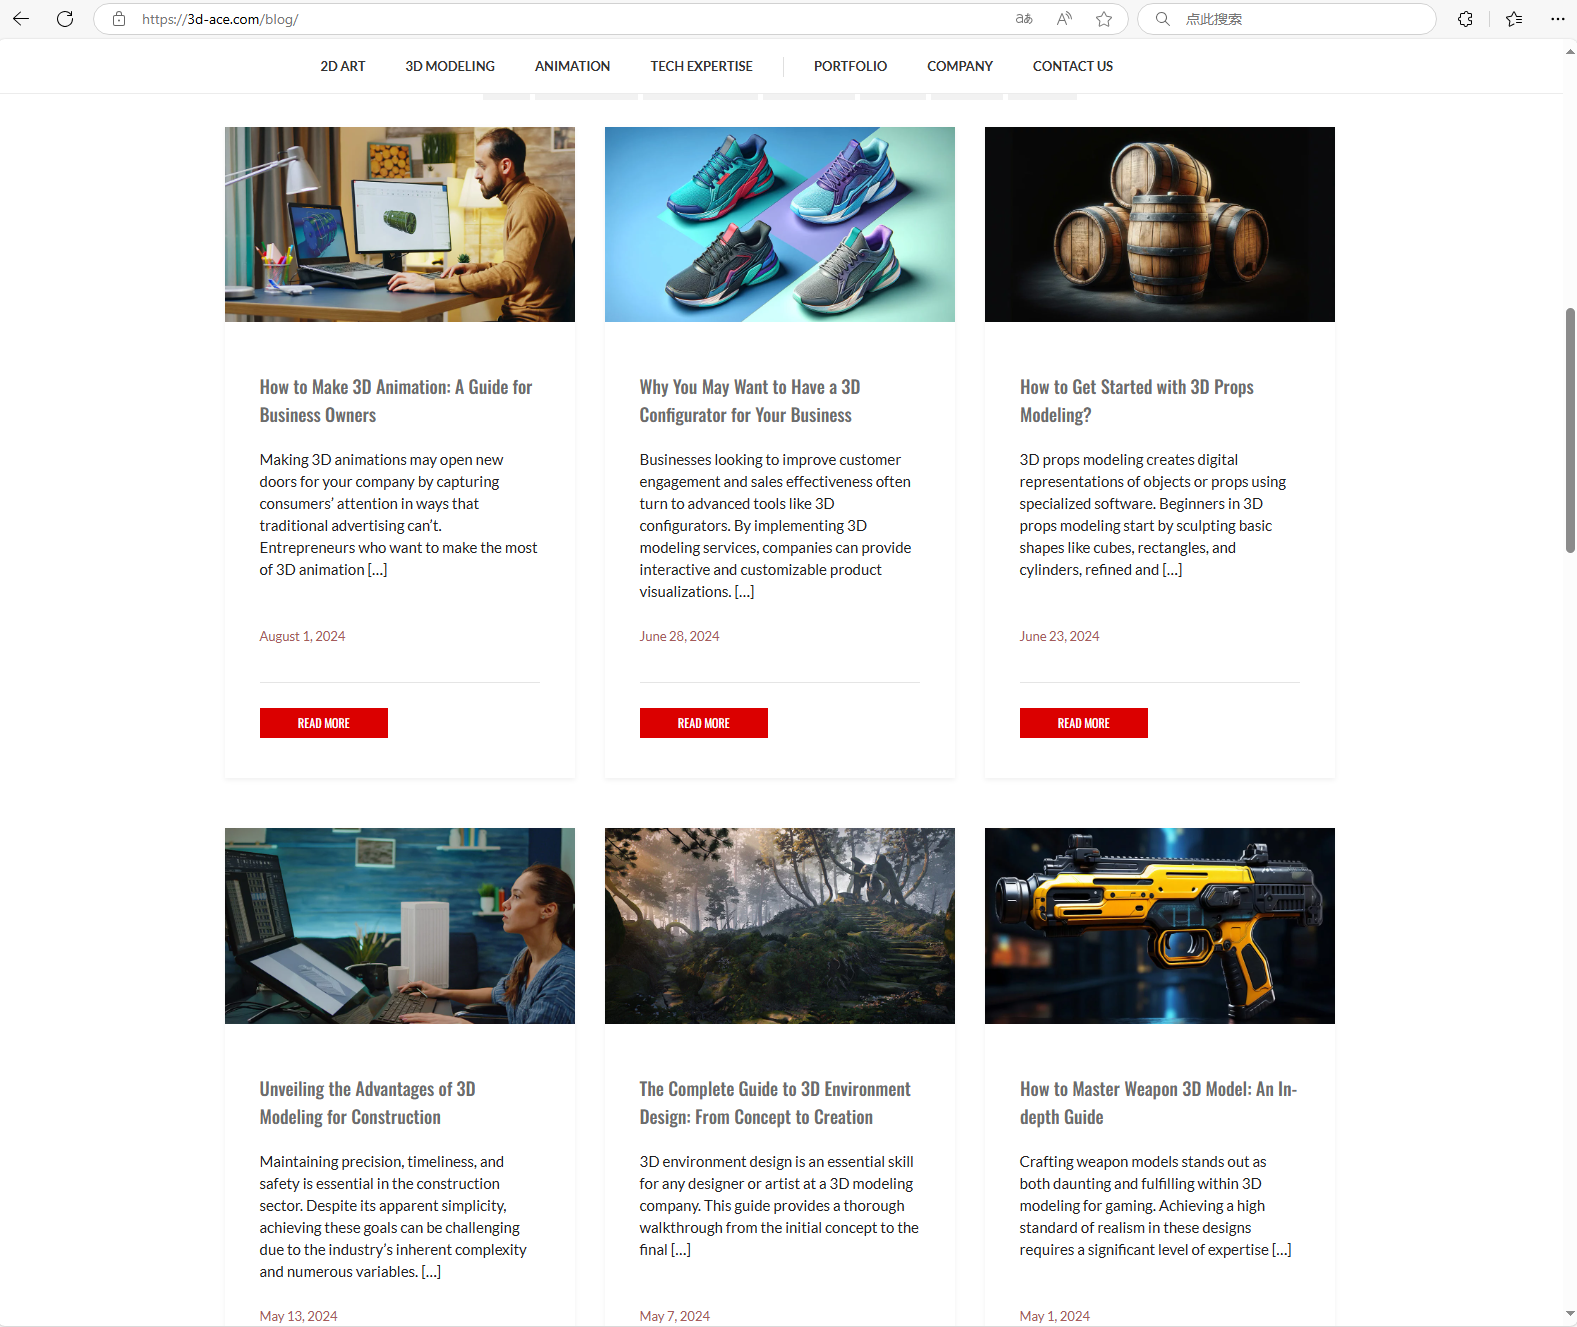 https://3d-ace.com/blog/
aあ
A
点此搜索
2D ART 3D MODELING ANIMATION TECH EXPERTISE PORTFOLIO COMPANY CONTACT US
How to Make 3D Animation: A Guide for
Business Owners
Making 3D animations may open new
doors for your company by capturing
consumers’ attention in ways that
traditional advertising can’t.
Entrepreneurs who want to make the most
of 3D animation [...]
August 1, 2024
READ MORE
Why You May Want to Have a 3D
Configurator for Your Business
Businesses looking to improve customer
engagement and sales effectiveness often
turn to advanced tools like 3D
configurators. By implementing 3D
modeling services, companies can provide
interactive and customizable product
visualizations. [...]
June 28, 2024
READ MORE
How to Get Started with 3D Props
Modeling?
3D props modeling creates digital
representations of objects or props using
specialized software. Beginners in 3D
props modeling start by sculpting basic
shapes like cubes, rectangles, and
cylinders, refined and [...]
June 23, 2024
READ MORE
Unveiling the Advantages of 3D
Modeling for Construction
Maintaining precision, timeliness, and
safety is essential in the construction
sector. Despite its apparent simplicity,
achieving these goals can be challenging
due to the industry’s inherent complexity
and numerous variables. [...]
May 13, 2024
The Complete Guide to 3D Environment
Design: From Concept to Creation
3D environment design is an essential skill
for any designer or artist at a 3D modeling
company. This guide provides a thorough
walkthrough from the initial concept to the
final [...]
May 7, 2024
How to Master Weapon 3D Model: An In-
depth Guide
Crafting weapon models stands out as
both daunting and fulfilling within 3D
modeling for gaming. Achieving a high
standard of realism in these designs
requires a significant level of expertise [...]
May 1, 2024